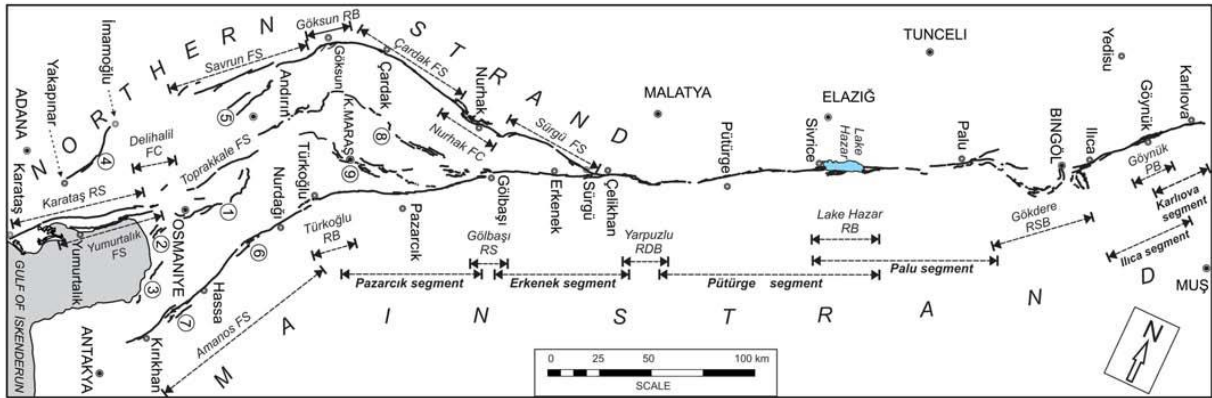 NORTHERN STRAND
MAIN STRAND
ADANA
Yakapınar
İmamoğlu
Karataş
Karataş RS
Delihalil
FC
Savrun FS
Göksun RB
Göksun
Çardak FS
Çardak
Andırın
K.MARAŞ
Toprakkale FS
Nurhak
Nurhak FC
Sürgü FS
MALATYA
TUNCELİ
ELAZIĞ
Yedisu
Karlıova
Göynük
Göynük
PB
Karlıova
segment
Ilıca
Ilıca segment
BINGÖL
MUŞ
Palu
Lake
Hazar
Sivrice
Pütürge
Çelikhan
Sürgü
Erkenek
Gölbaşı
Pazarcık
Türkoğlu
Nurdağı
OSMANIYE
Yumurtalık
FS
Yumurtalık
GULF OF İSKENDERUN
ANTAKYA
Kırıkhan
Hassa
Amanos FS
Türkoğlu
RB
Pazarcık segment
Gölbaşı
RS
Erkenek segment
Yarpuzlu
RDB
Pütürge segment
Lake Hazar
RB
Palu segment
Gökdere
RSB
1
2
3
4
5
6
7
8
9
0 25 50 100 km
SCALE
N